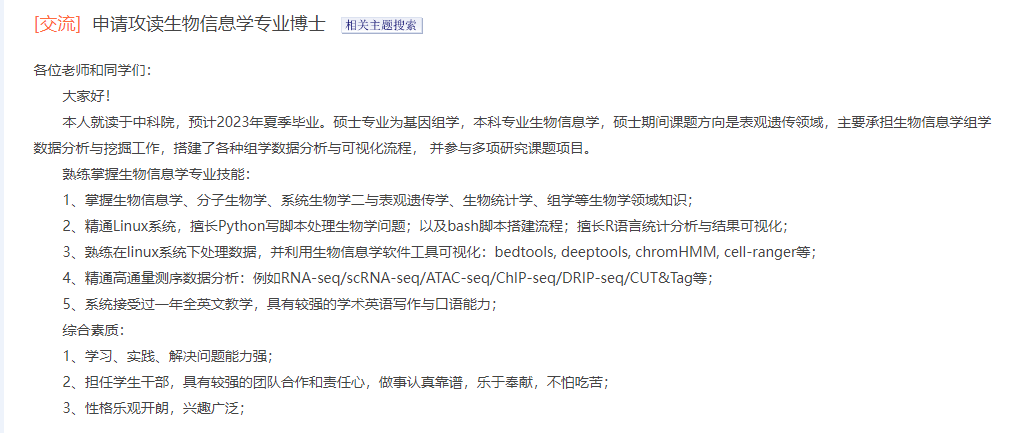 [交流] 申请攻读生物信息学专业博士 相关主题搜索
各位老师和同学们：
大家好！
本人就读于中科院，预计2023年夏季毕业。硕士专业为基因组学，本科专业生物信息学，硕士期间课题方向是表观遗传领域，主要承担生物信息学组学
数据分析与挖掘工作，搭建了各种组学数据分析与可视化流程， 并参与多项研究课题项目。
熟练掌握生物信息学专业技能：
1、掌握生物信息学、分子生物学、系统生物学二与表观遗传学、生物统计学、组学等生物学领域知识；
2、精通Linux系统，擅长Python写脚本处理生物学问题；以及bash脚本搭建流程；擅长R语言统计分析与结果可视化；
3、熟练在linux系统下处理数据，并利用生物信息学软件工具可视化：bedtools, deeptools, chromHMM, cell-ranger等；
4、精通高通量测序数据分析：例如RNA-seq/scRNA-seq/ATAC-seq/ChIP-seq/DRIP-seq/CUT&Tag等；
5、系统接受过一年全英文教学，具有较强的学术英语写作与口语能力；
综合素质：
1、学习、实践、解决问题能力强；
2、担任学生干部，具有较强的团队合作和责任心，做事认真靠谱，乐于奉献，不怕吃苦；
3、性格乐观开朗，兴趣广泛；